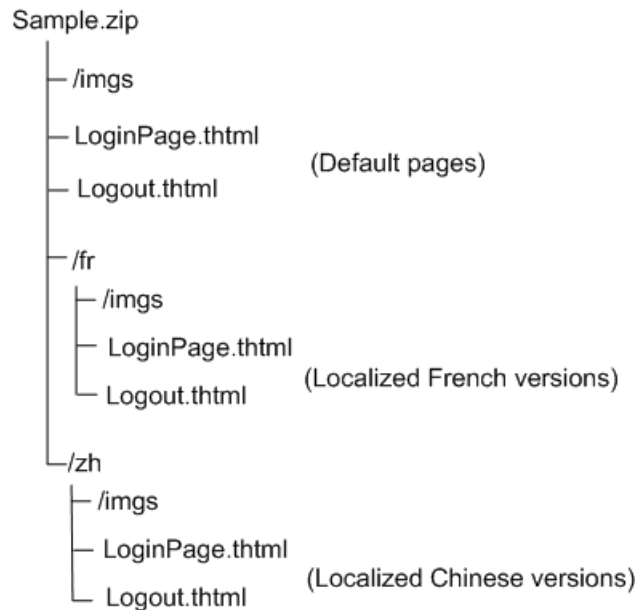 Sample.zip
/imgs
LoginPage.thtml
(Default pages)
Logout.thtml
/fr
/imgs
LoginPage.thtml
(Localized French versions)
Logout.thtml
/zh
/imgs
LoginPage.thtml
(Localized Chinese versions)
Logout.thtml